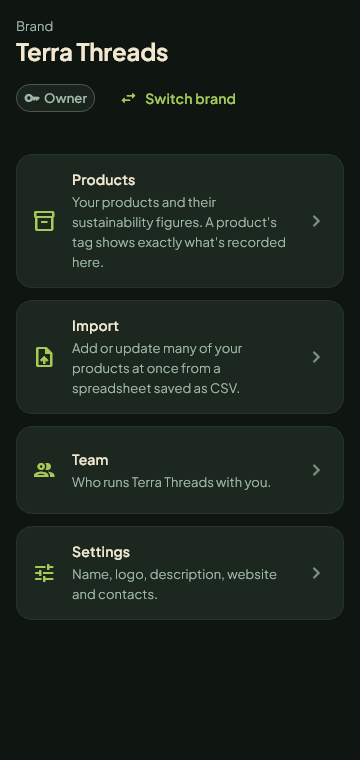 Brand
Terra Threads
Owner
Switch brand
Products
Your products and their
sustainability figures. A product's
tag shows exactly what's recorded
here.
Import
Add or update many of your
products at once from a
spreadsheet saved as CSV.
Team
Who runs Terra Threads with you.
Settings
Name, logo, description, website
and contacts.